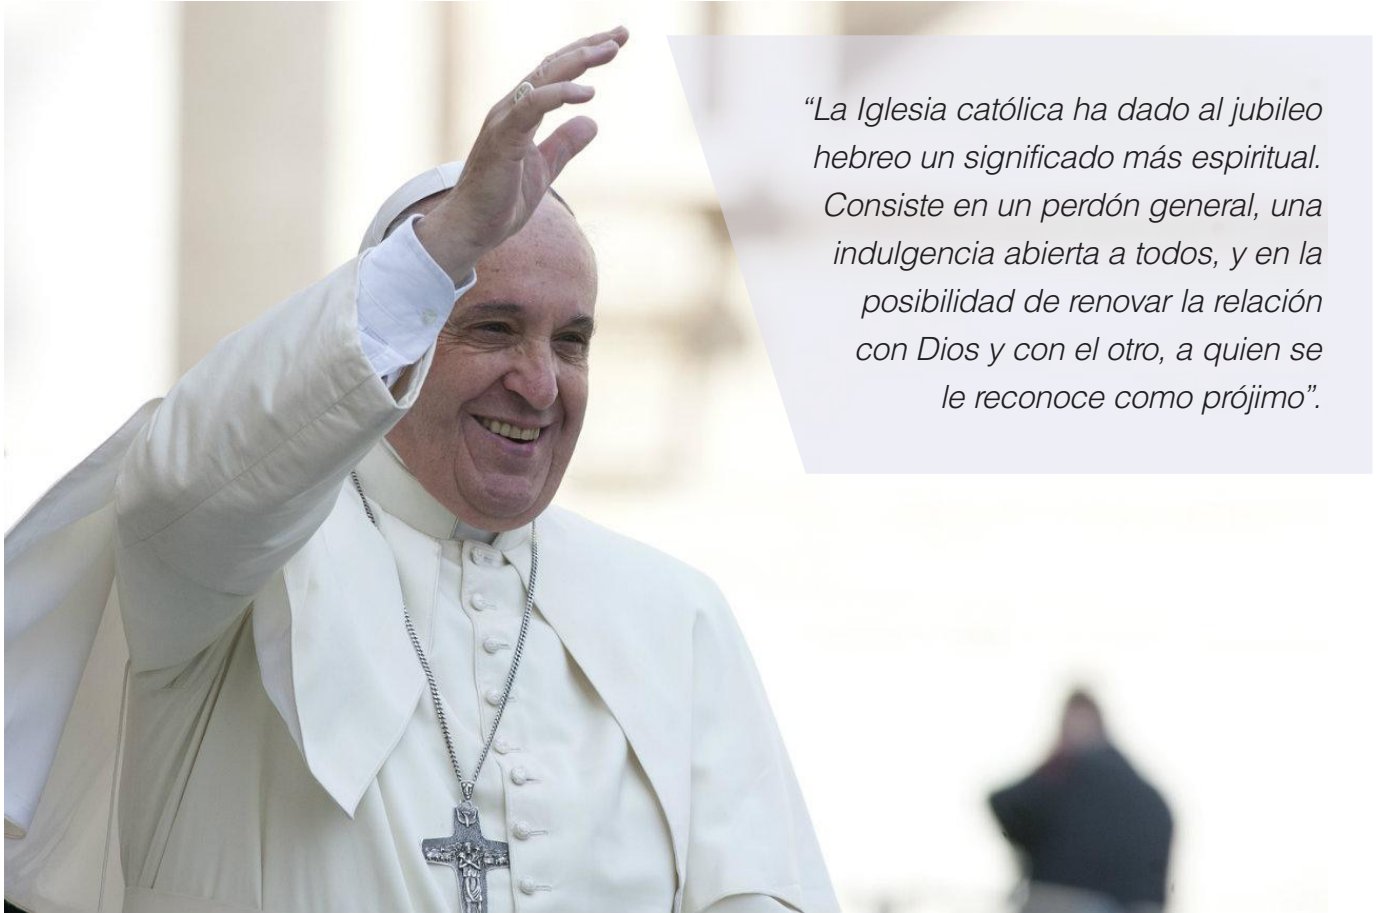 “La Iglesia católica ha dado al jubileo
hebreo un significado más espiritual.
Consiste en un perdón general, una
indulgencia abierta a todos, y en la
posibilidad de renovar la relación
con Dios y con el otro, a quien se
le reconoce como prójimo”.